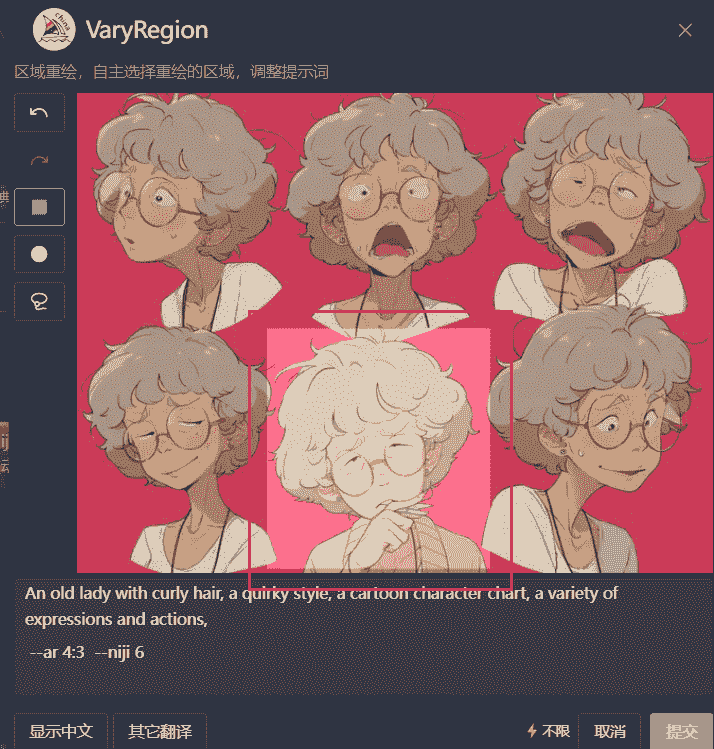 china
VaryRegion
区域重绘，自主选择重绘的区域，调整提示词
An old lady with curly hair, a quirky style, a cartoon character chart, a variety of
expressions and actions,
--ar 4:3 --niji 6
显示中文
其它翻译
不限
取消
提交